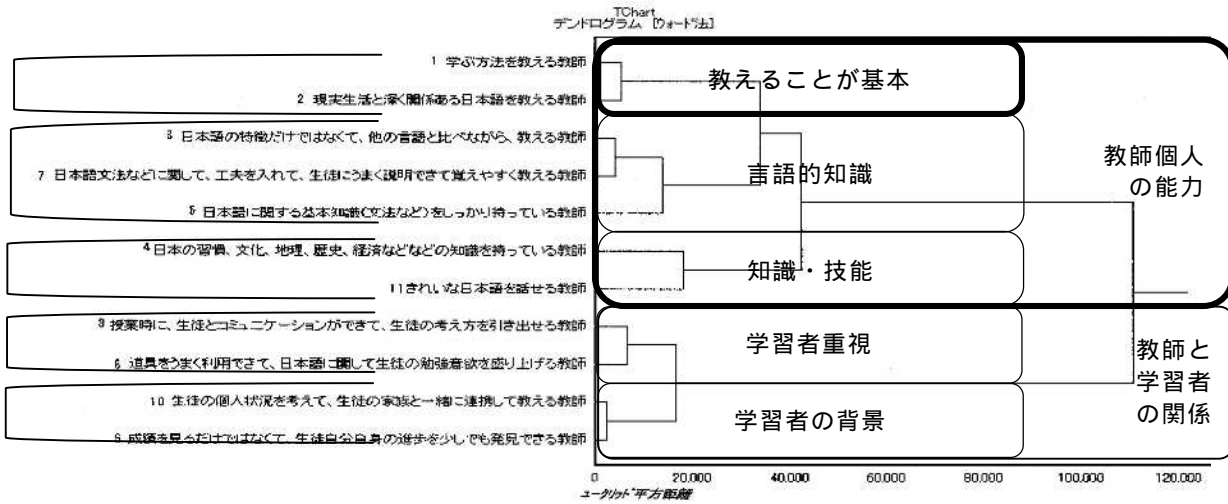 TChart
デンドログラム [ウォード法]
1 学ぶ方法を教える教師
2 現実生活と深く関係ある日本語を教える教師
3 日本語の特徴だけではなくて、他の言語と比べながら、教える教師
7 日本語文法などに関して、工夫を入れて、生徒にうまく説明できて覚えやすく教える教師
5 日本語に関する基本知識(文法など)をしっかり持っている教師
4 日本の習慣、文化、地理、歴史、経済などなどの知識を持っている教師
11 きれいな日本語を話せる教師
授業時に、生徒とコミュニケーションができて、生徒の考え方を引き出せる教師
道具をうまく利用できて、日本語に関して生徒の勉強意欲を盛り上げる教師
10 生徒の個人状況を考えて、生徒の家族と一緒に連携して教える教師
成績を見るだけではなくて、生徒自分自身の進歩を少しでも発見できる教師
教えることが基本
言語的知識
知識・技能
学習者重視
学習者の背景
教師個人
の能力
教師と
学習者
の関係
0 20.000 40.000 60.000 80.000 100.000 120.000
ユークリッド平方距離